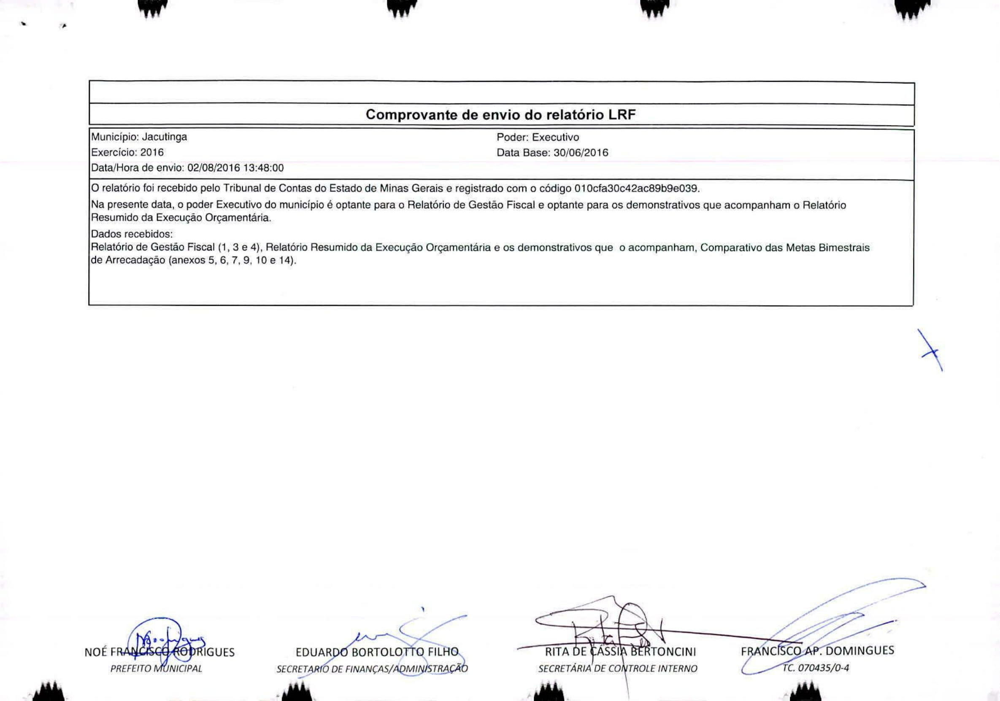 Comprovante de envio do relatório LRF
Município: Jacutinga
Poder: Executivo
Exercício: 2016
Data Base: 30/06/2016
Data/Hora de envio: 02/08/2016 13:48:00
O relatório foi recebido pelo Tribunal de Contas do Estado de Minas Gerais e registrado com o código 010cfa30c42ac89b9e039.
Na presente data, o poder Executivo do município é optante para o Relatório de Gestão Fiscal e optante para os demonstrativos que acompanham o Relatório
Resumido da Execução Orçamentária.
Dados recebidos:
Relatório de Gestão Fiscal (1, 3 e 4), Relatório Resumido da Execução Orçamentária e os demonstrativos que o acompanham, Comparativo das Metas Bimestrais
de Arrecadação (anexos 5, 6, 7, 9, 10 e 14).
NOÉ FRANCISCO RODRIGUES
PREFEITO MUNICIPAL
EDUARDO BORTOLOTTO FILHO
SECRETARIO DE FINANÇAS/ADMINISTRAÇÃO
RITA DE CÁSSIA BERTONCINI
SECRETÁRIA DE CONTROLE INTERNO
FRANCISCO AP. DOMINGUES
TC. 070435/0-4